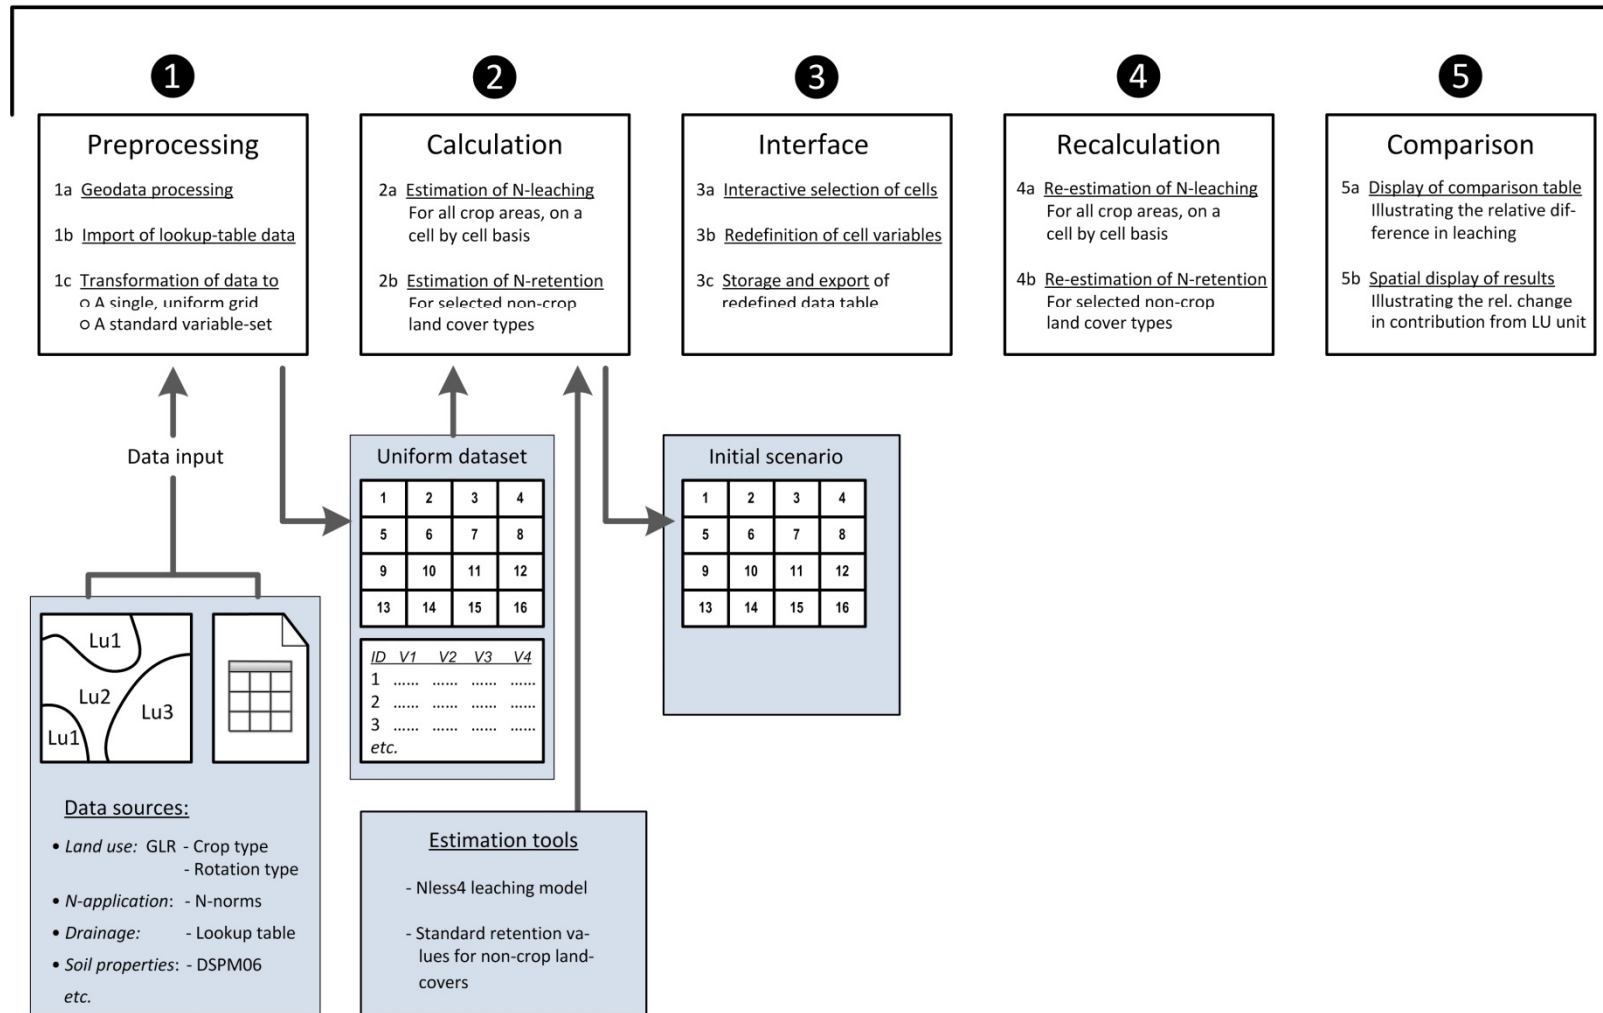 1
2
3
4
5
Preprocessing
1a Geodata processing
1b Import of lookup-table data
1c Transformation of data to
o A single, uniform grid
o A standard variable-set
Calculation
2a Estimation of N-leaching
For all crop areas, on a
cell by cell basis
2b Estimation of N-retention
For selected non-crop
land cover types
Interface
3a Interactive selection of cells
3b Redefinition of cell variables
3c Storage and export of
redefined data table
Recalculation
4a Re-estimation of N-leaching
For all crop areas, on a
cell by cell basis
4b Re-estimation of N-retention
For selected non-crop
land cover types
Comparison
5a Display of comparison table
Illustrating the relative dif-
ference in leaching
5b Spatial display of results
Illustrating the rel. change
in contribution from LU unit
Data input
Lu1
Lu2
Lu3
Lu1
Data sources:
• Land use: GLR - Crop type
- Rotation type
• N-application: - N-norms
• Drainage: - Lookup table
• Soil properties: - DSPM06
etc.
Uniform dataset
1 2 3 4
5 6 7 8
9 10 11 12
13 14 15 16
ID V1 V2 V3 V4
1 ...... ...... ...... ......
2 ...... ...... ...... ......
3 ...... ...... ...... ......
etc.
Estimation tools
- Nless4 leaching model
- Standard retention va-
lues for non-crop land-
covers
Initial scenario
1 2 3 4
5 6 7 8
9 10 11 12
13 14 15 16